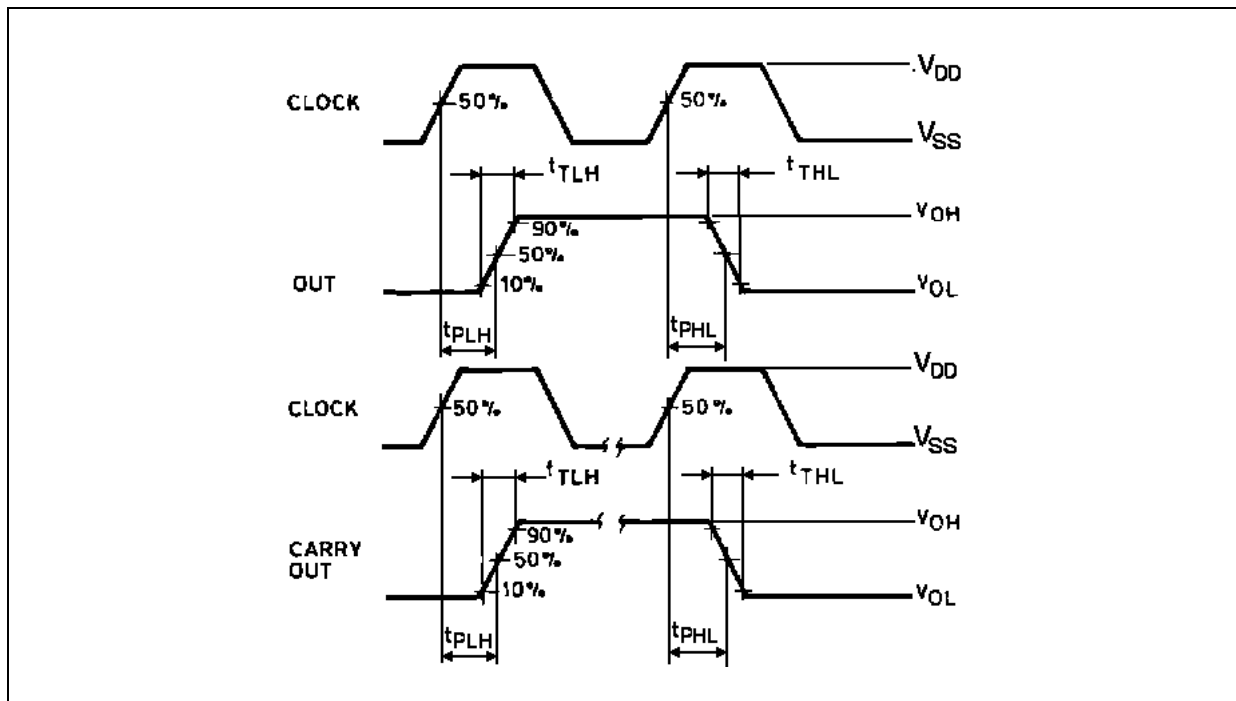 VDD
CLOCK
50%
50%
VSS
tTLH
tTHL
VOH
90%
50%
OUT
10%
VOL
tPLH
tPHL
VDD
CLOCK
50%
50%
VSS
tTLH
tTHL
VOH
90%
CARRY
OUT
50%
10%
VOL
tPLH
tPHL